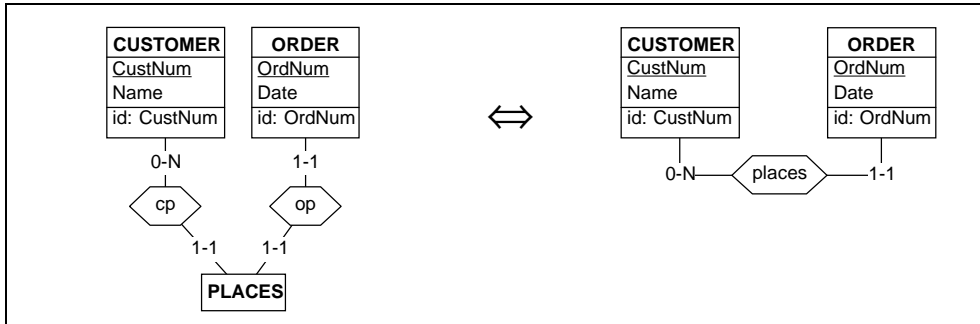 CUSTOMER
CustNum
Name
id: CustNum
ORDER
OrdNum
Date
id: OrdNum
0-N
1-1
cp
op
1-1
1-1
PLACES
⇔
CUSTOMER
CustNum
Name
id: CustNum
ORDER
OrdNum
Date
id: OrdNum
0-N
places
1-1